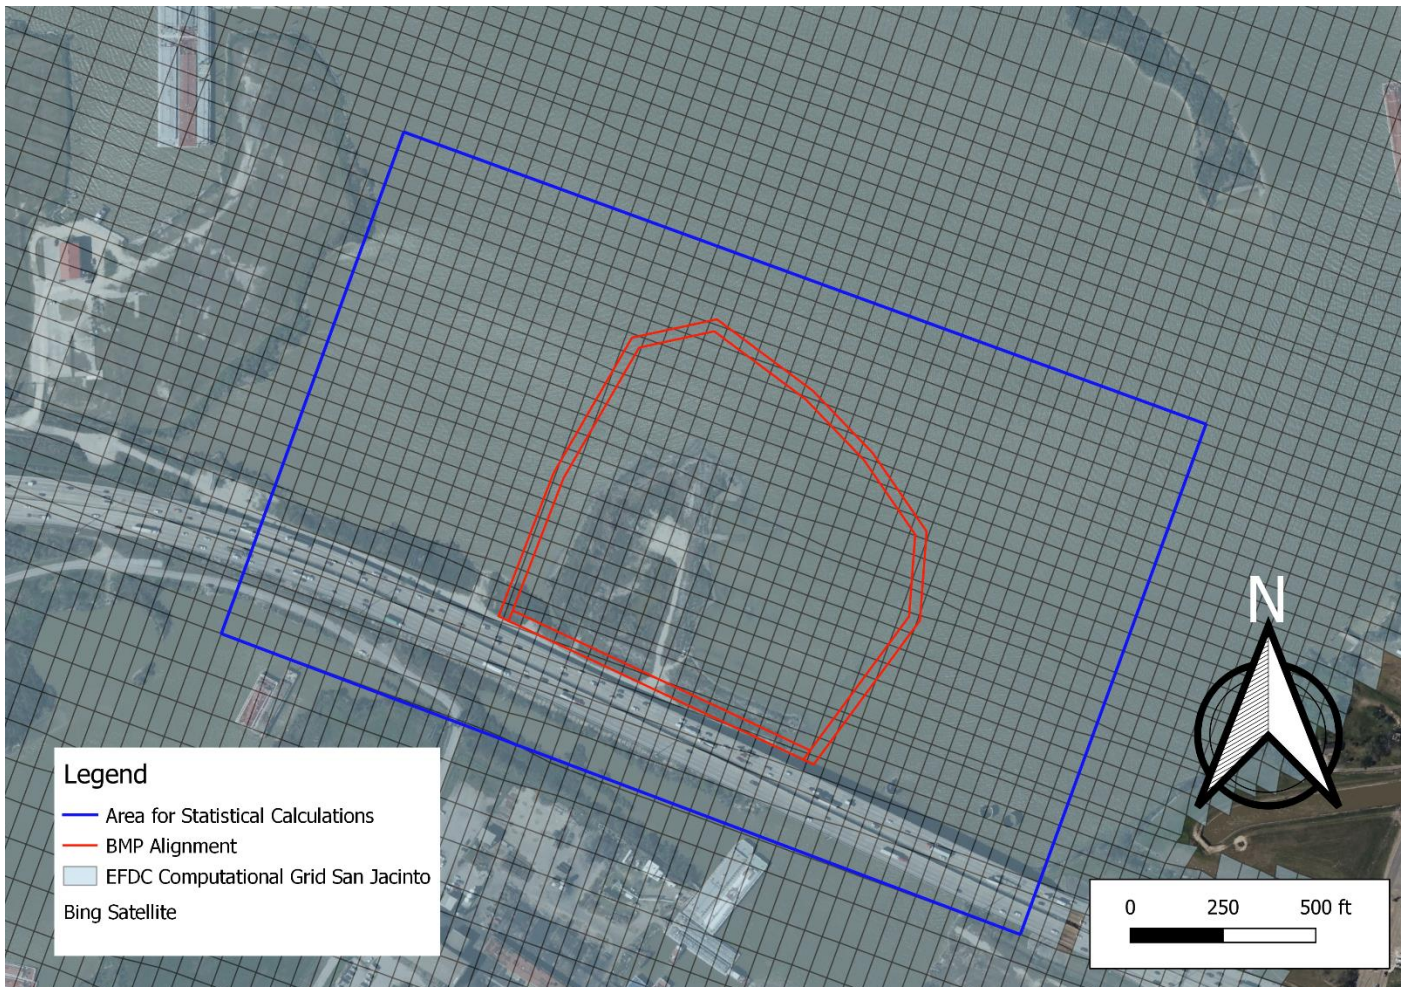 N
Legend
Area for Statistical Calculations
BMP Alignment
EFDC Computational Grid San Jacinto
Bing Satellite
0 250 500 ft